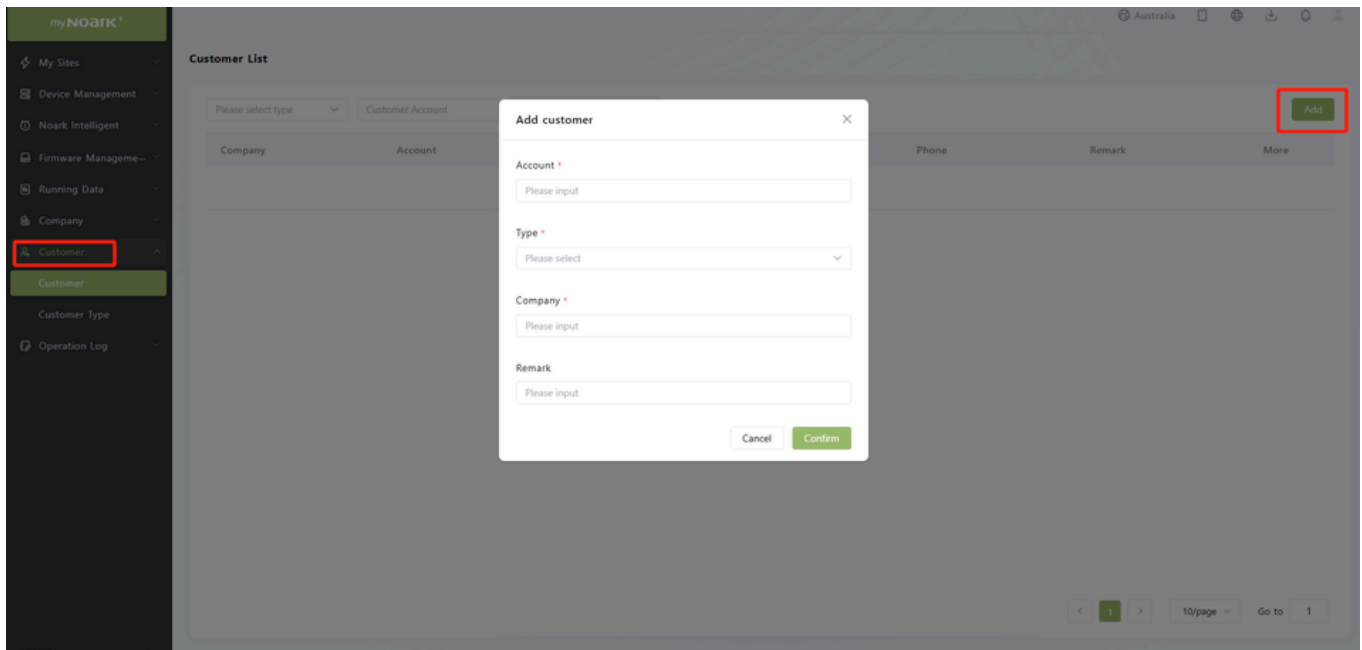 myNOARK+
Australia
My Sites
Device Management
Noark Intelligent
Firmware Manageme...
Running Data
Company
Customer
Customer
Customer Type
Operation Log
Customer List
Please select type
Customer Account
Add
Company Account Phone Remark More
Add customer
Account *
Please input
Type *
Please select
Company *
Please input
Remark
Please input
Cancel Confirm
1 10/page Go to 1